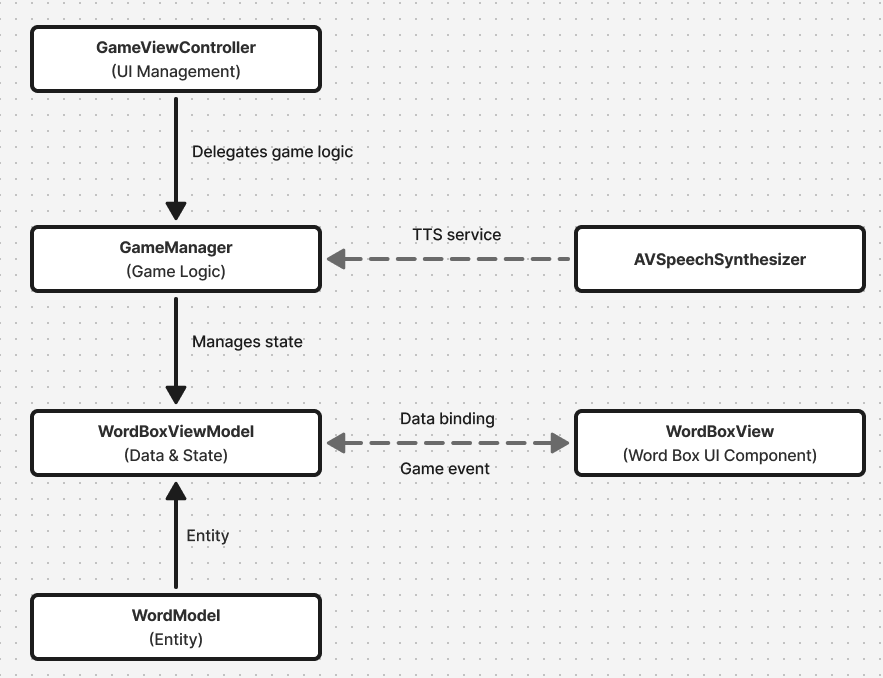 GameViewController
(UI Management)
Delegates game logic
GameManager
(Game Logic)
TTS service
AVSpeechSynthesizer
Manages state
WordBoxViewModel
(Data & State)
Data binding
Game event
WordBoxView
(Word Box UI Component)
Entity
WordModel
(Entity)